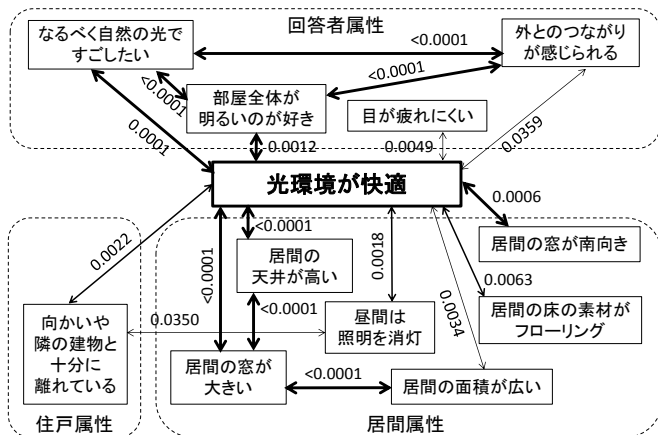 回答者属性
なるべく自然の光で
すごしたい
外とのつながり
が感じられる
<0.0001
<0.0001
<0.0001
部屋全体が
明るいのが好き
目が疲れにくい
0.0001
0.0012
0.0049
0.0359
光環境が快適
0.0006
居間の窓が南向き
0.0022
<0.0001
<0.0001
居間の
天井が高い
0.0018
0.0034
0.0063
居間の床の素材が
フローリング
<0.0001
0.0350
昼間は
照明を消灯
向かいや
隣の建物と
十分に
離れている
居間の窓が
大きい
<0.0001
居間の面積が広い
住戸属性
居間属性